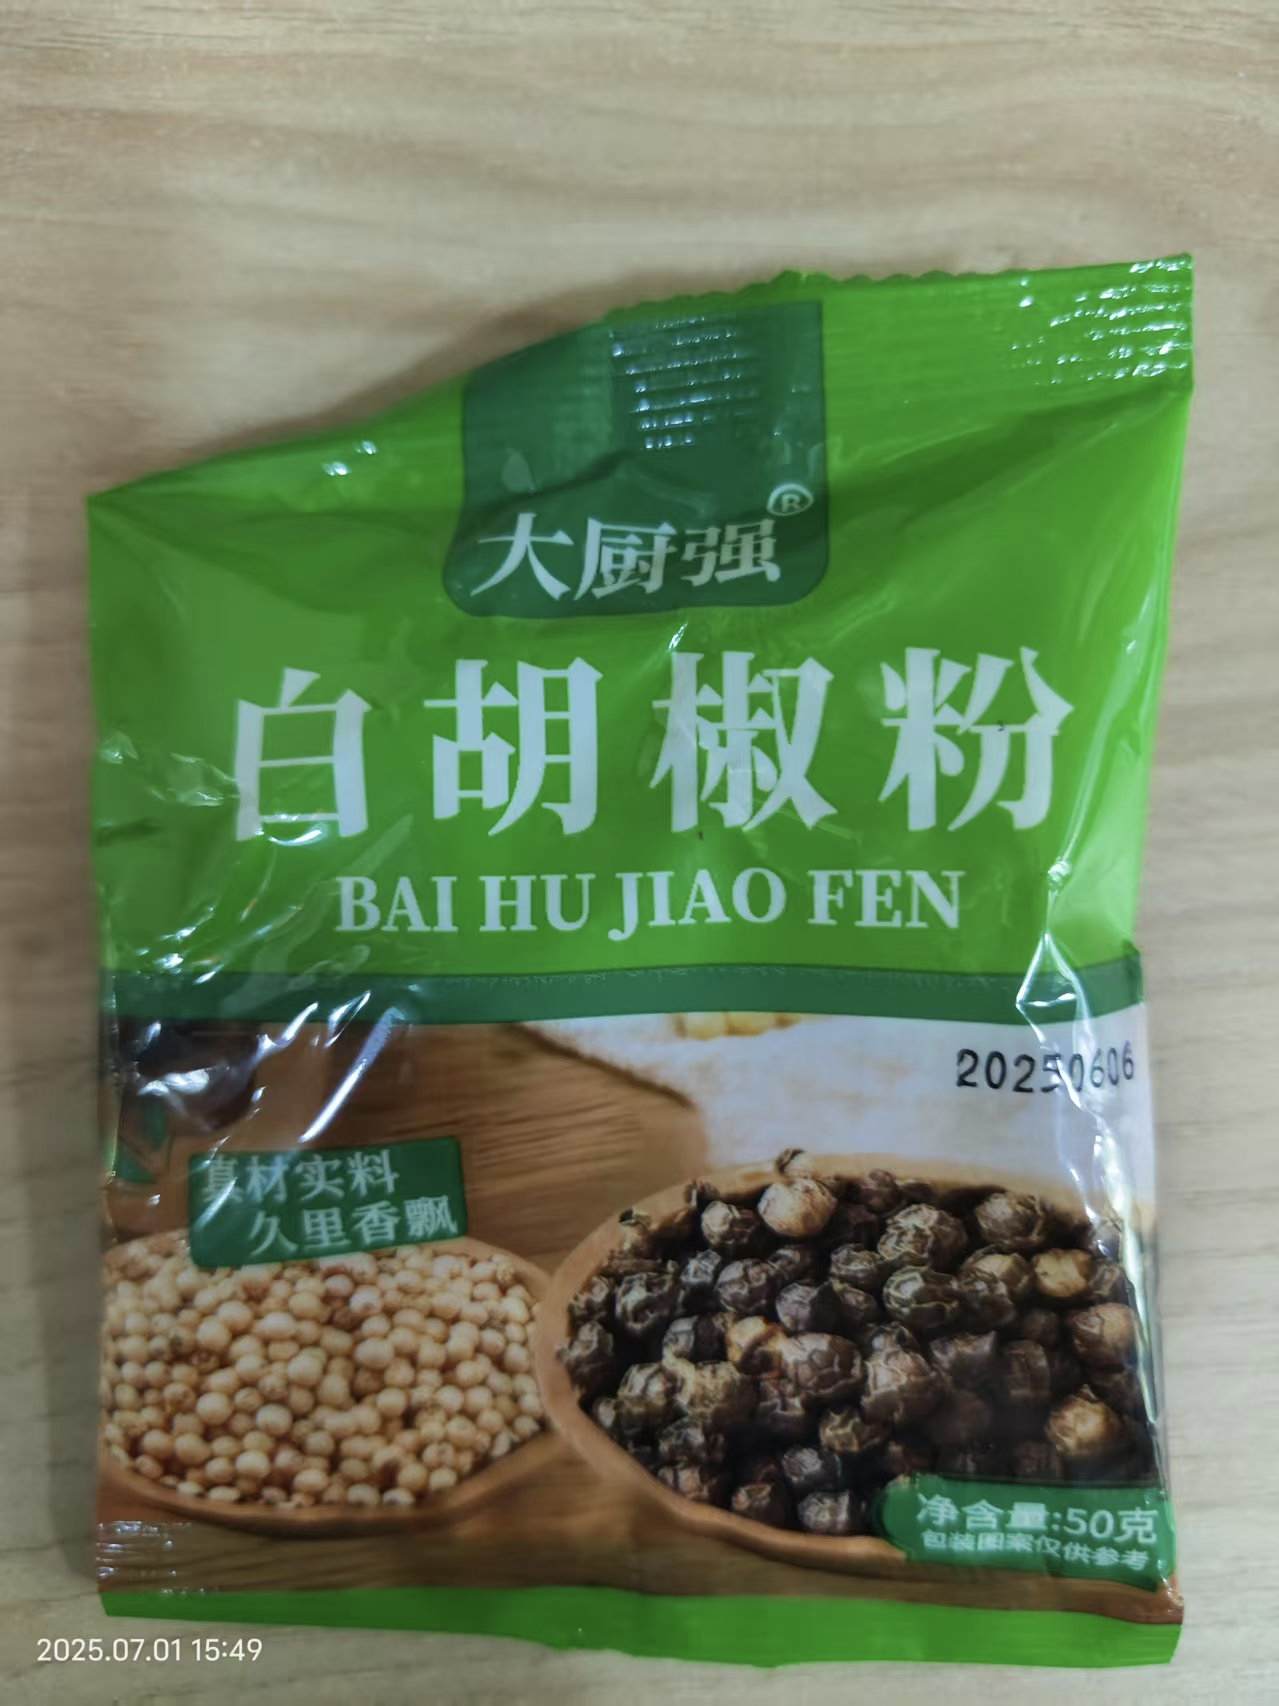 大厨强®
白胡椒粉
BAI HU JIAO FEN
20250606
真材实料
久里香飘
净含量:50克
包装图案仅供参考
2025.07.01 15:49